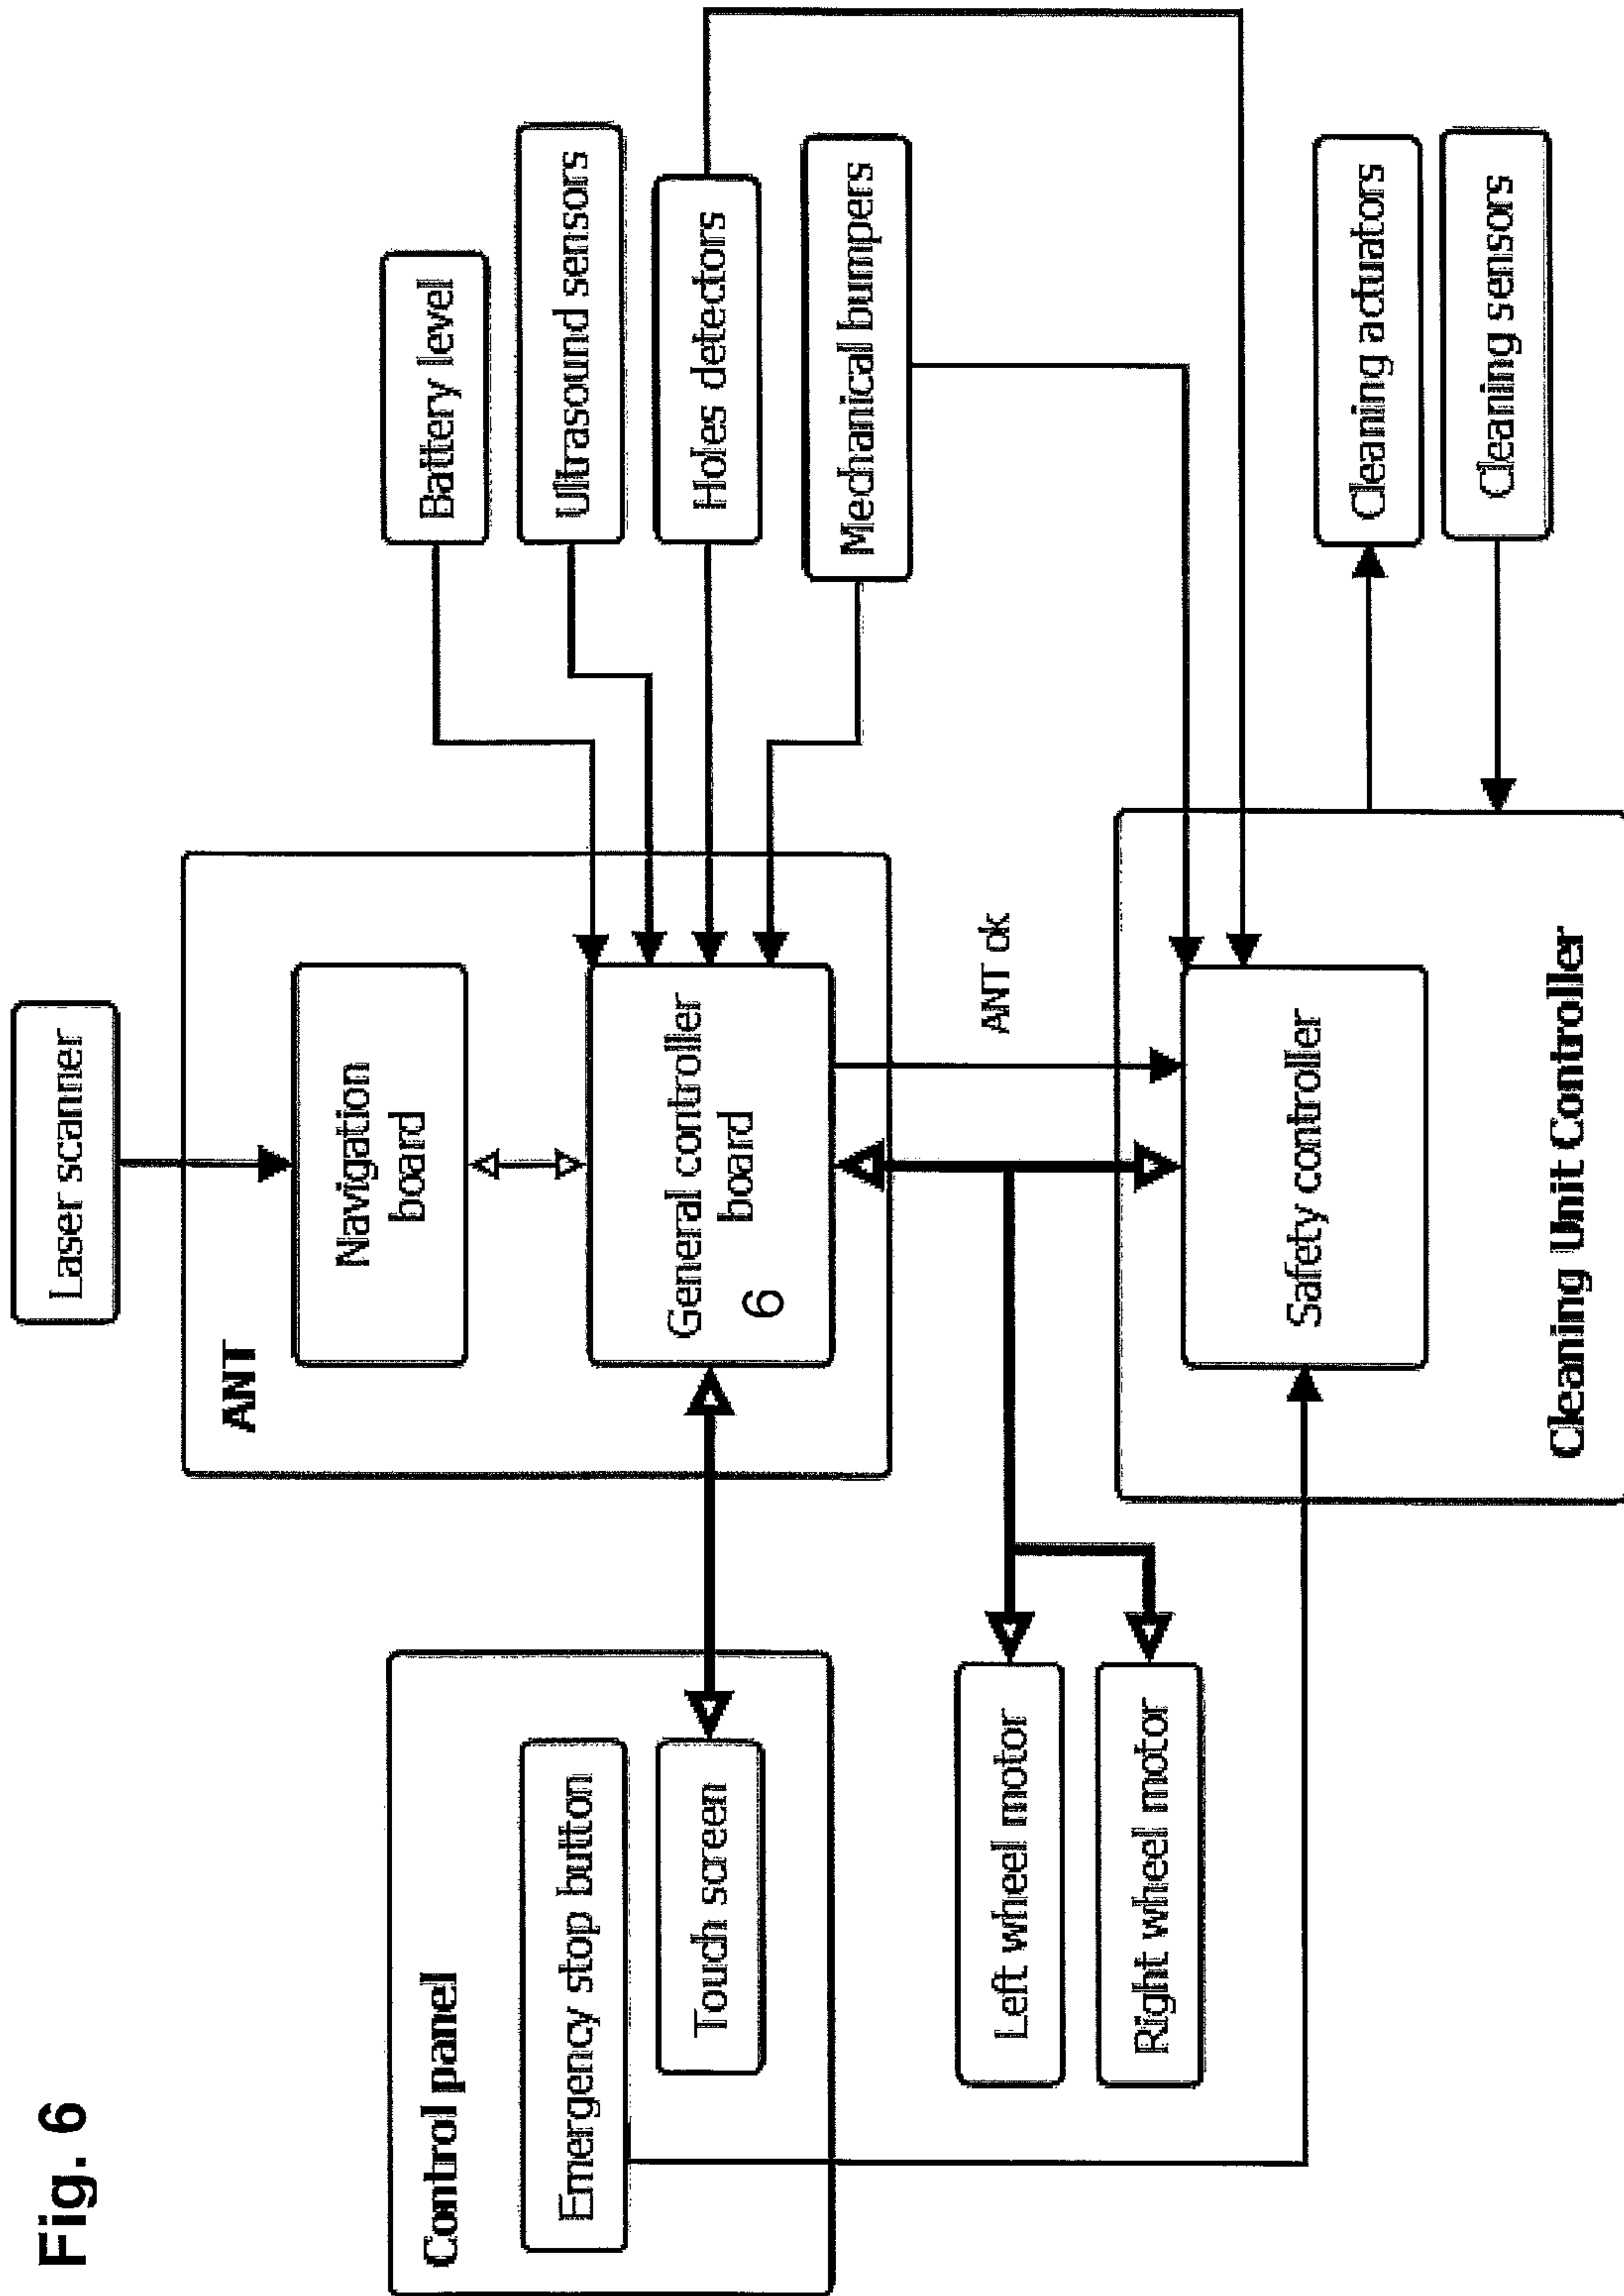 Fig. 6
Laser scanner
ANT
Navigation
board
Battery level
Control panel
Emergency stop button
Ultrasound sensors
General controller
board
6
Touch screen
Holes detectors
Mechanical bumpers
ANT ok
Left wheel motor
Right wheel motor
Safety controller
Cleaning actuators
Cleaning sensors
Cleaning Unit Controller